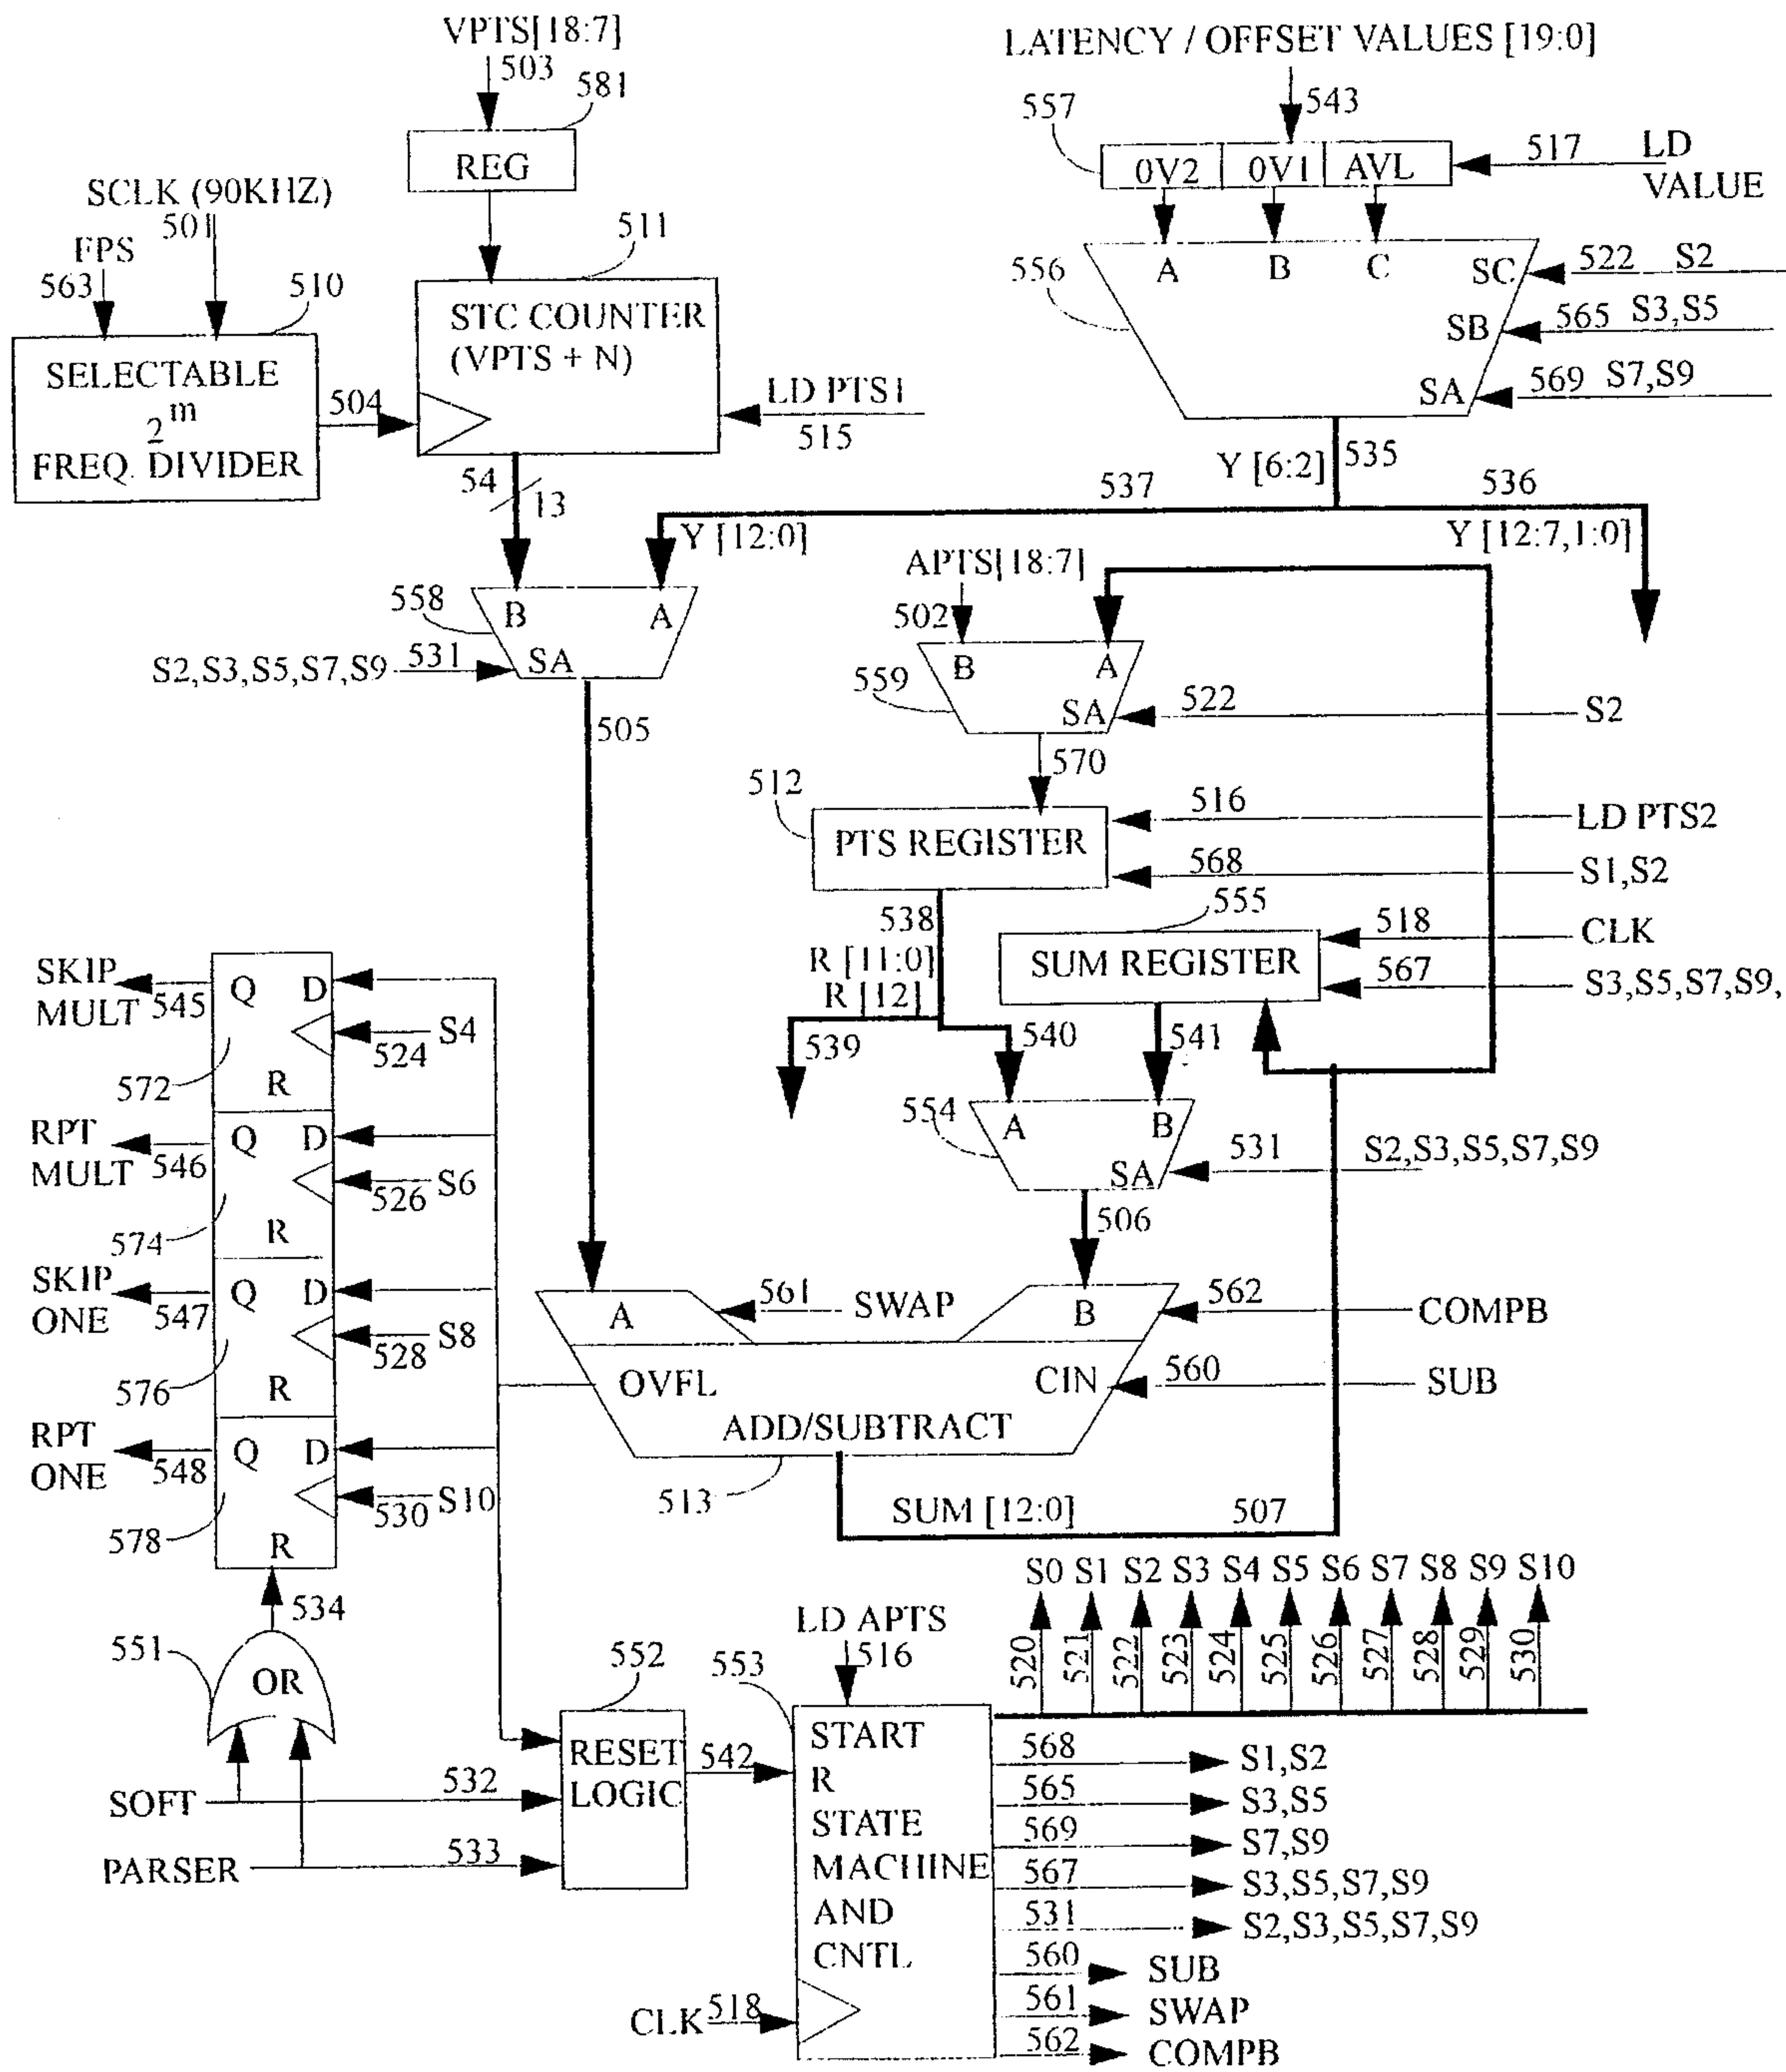 VPTS[18:7]
503
581
REG
LATENCY / OFFSET VALUES [19:0]
543
557
0V2
0V1
AVL
517
LD
VALUE
SCLK (90KHZ)
501
FPS
563
510
SELECTABLE
2m
FREQ. DIVIDER
504
511
STC COUNTER
(VPTS + N)
LD PTS1
515
54
13
556
A
B
C
SC
522
S2
SB
565
S3,S5
SA
569
S7,S9
Y [6:2]
535
537
536
Y [12:0]
Y [12:7,1:0]
APTS[18:7]
502
558
B
A
SA
S2,S3,S5,S7,S9
531
505
559
B
A
SA
522
S2
570
512
PTS REGISTER
516
LD PTS2
568
S1,S2
538
R [11:0]
R [12]
539
540
555
SUM REGISTER
518
CLK
567
S3,S5,S7,S9,
541
554
A
B
SA
531
S2,S3,S5,S7,S9
506
SKIP
MULT
545
Q
D
524
S4
R
572
RPT
MULT
546
Q
D
526
S6
R
574
SKIP
ONE
547
Q
D
528
S8
R
576
RPT
ONE
548
Q
D
530
S10
R
578
A
561
SWAP
B
562
COMPB
OVFL
CIN
560
SUB
ADD/SUBTRACT
513
SUM [12:0]
507
534
551
OR
SOFT
532
PARSER
533
552
RESET
LOGIC
542
LD APTS
516
553
START
R
STATE
MACHINE
AND
CNTL
CLK
518
S0 S1 S2 S3 S4 S5 S6 S7 S8 S9 S10
520
521
522
523
524
525
526
527
528
529
530
568
S1,S2
565
S3,S5
569
S7,S9
567
S3,S5,S7,S9
531
S2,S3,S5,S7,S9
560
SUB
561
SWAP
562
COMPB